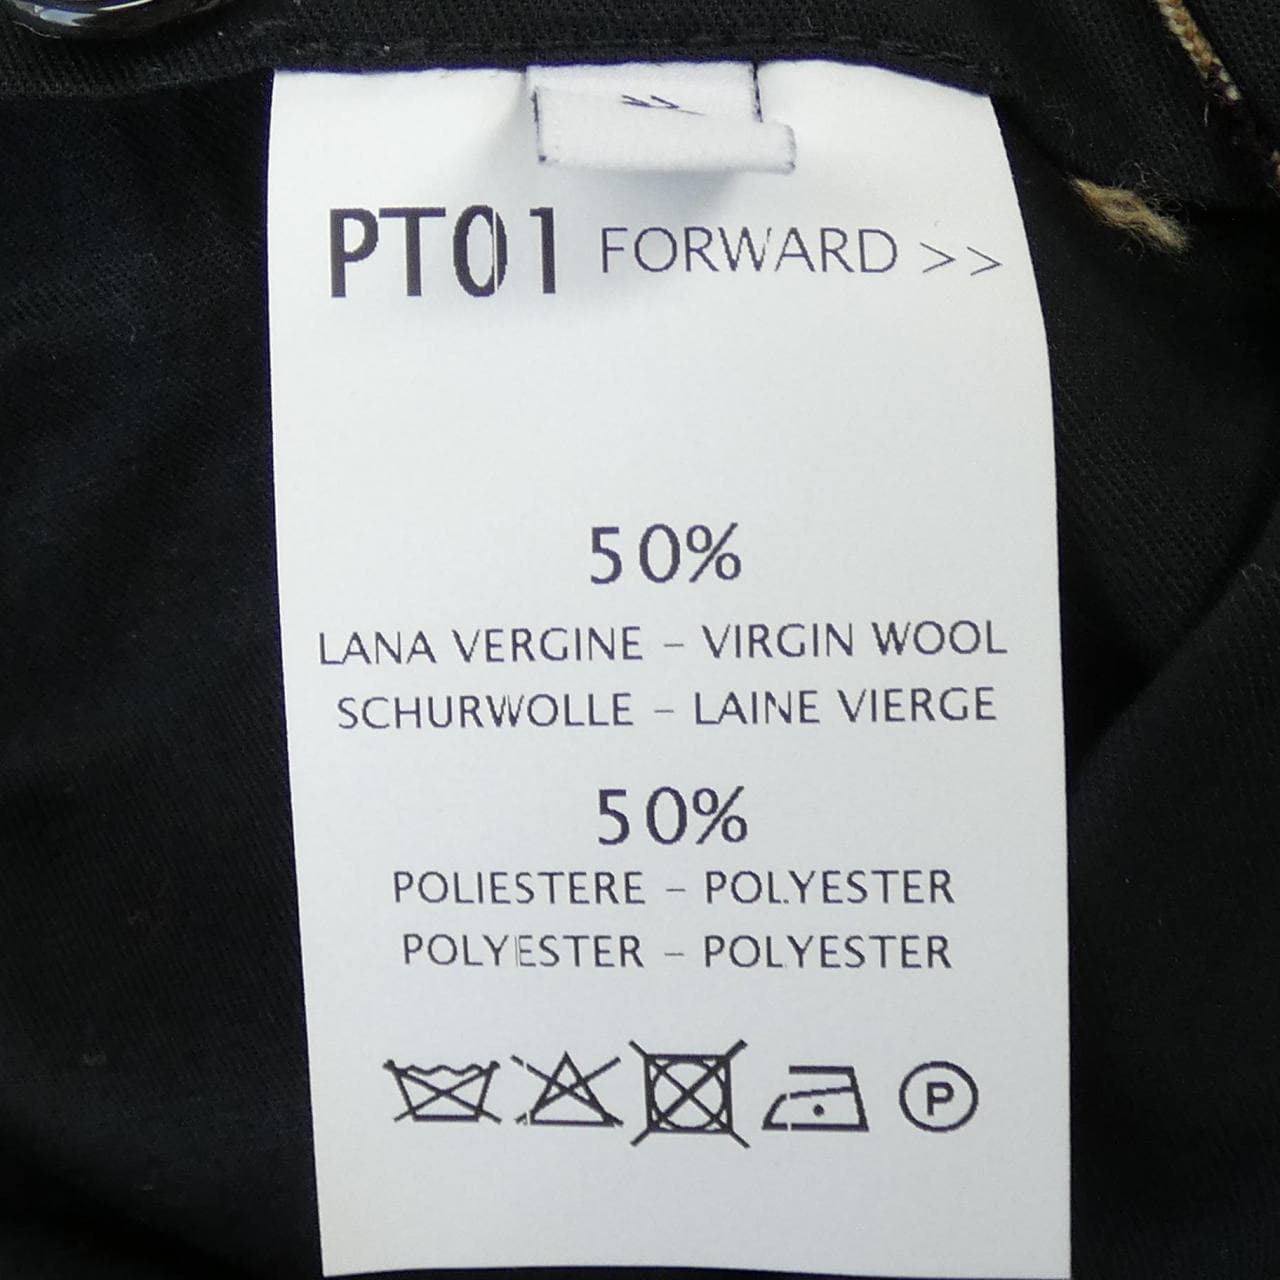 PT01 FORWARD >>
50%
LANA VERGINE – VIRGIN WOOL
SCHURWOLLE – LAINE VIERGE
50%
POLIESTERE – POLYESTER
POLYESTER – POLYESTER
P